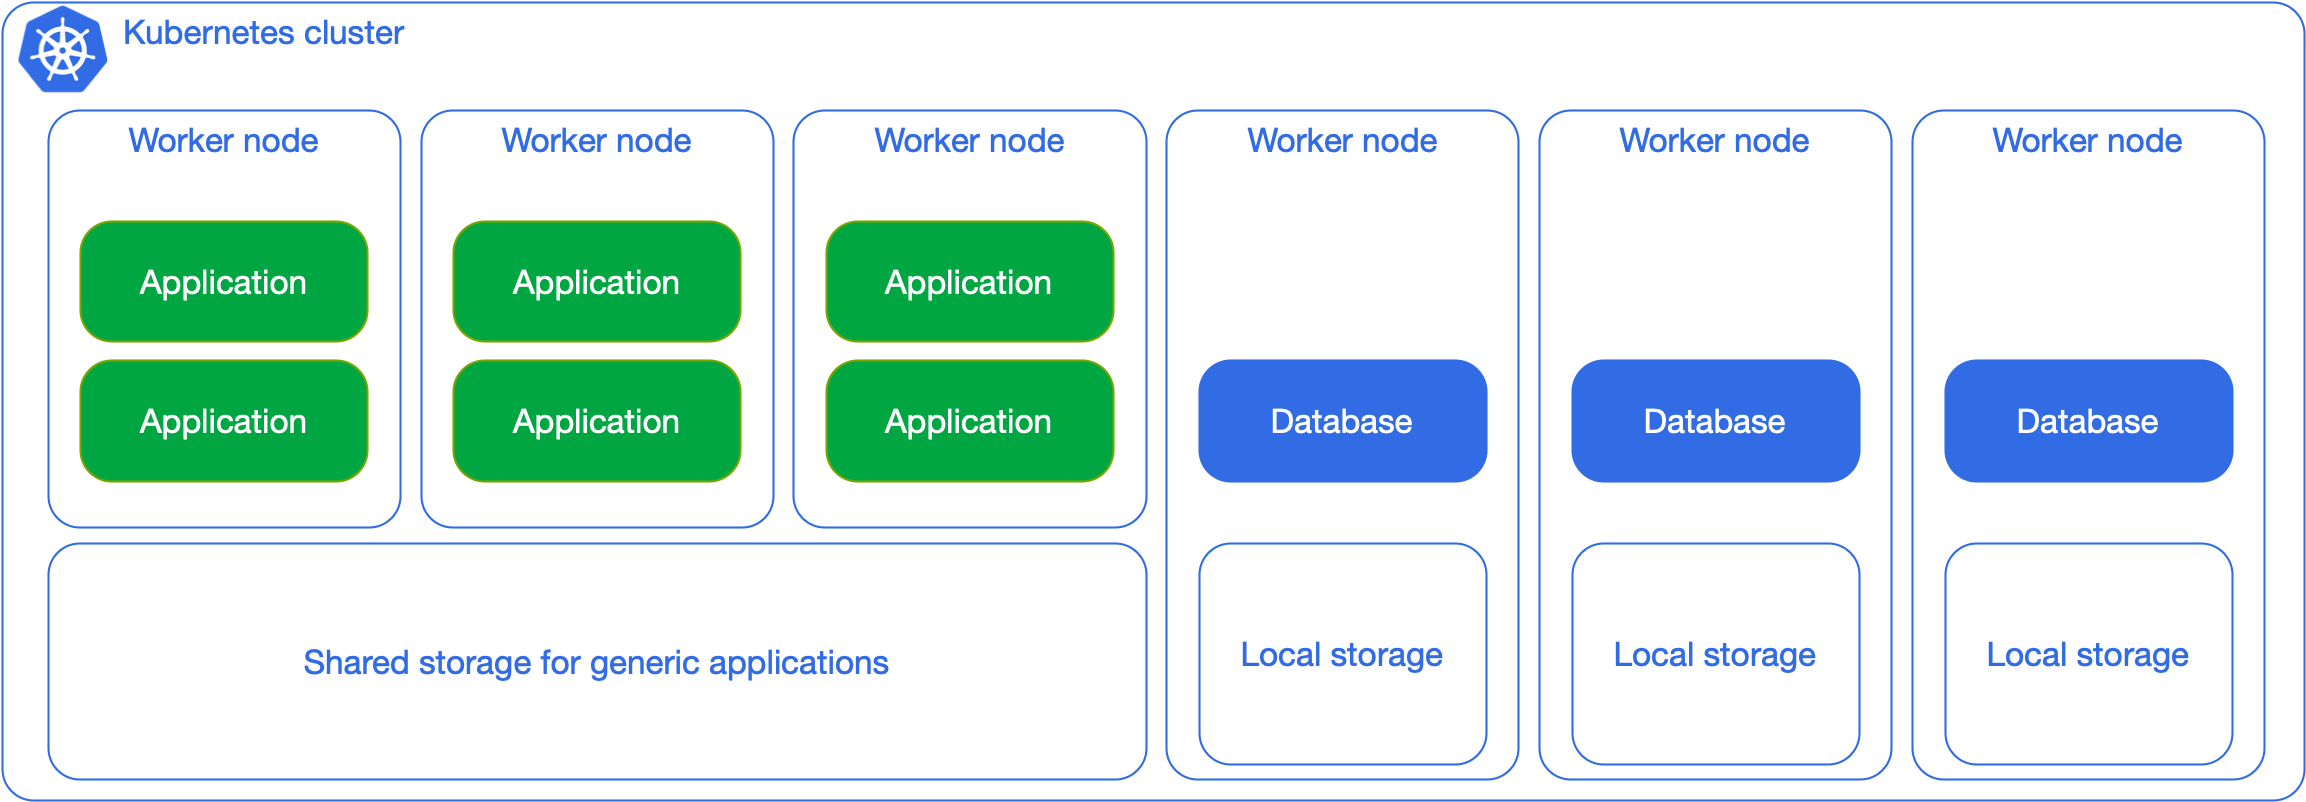 Kubernetes cluster
Worker node
Worker node
Worker node
Worker node
Worker node
Worker node
Application
Application
Application
Application
Application
Application
Database
Database
Database
Shared storage for generic applications
Local storage
Local storage
Local storage